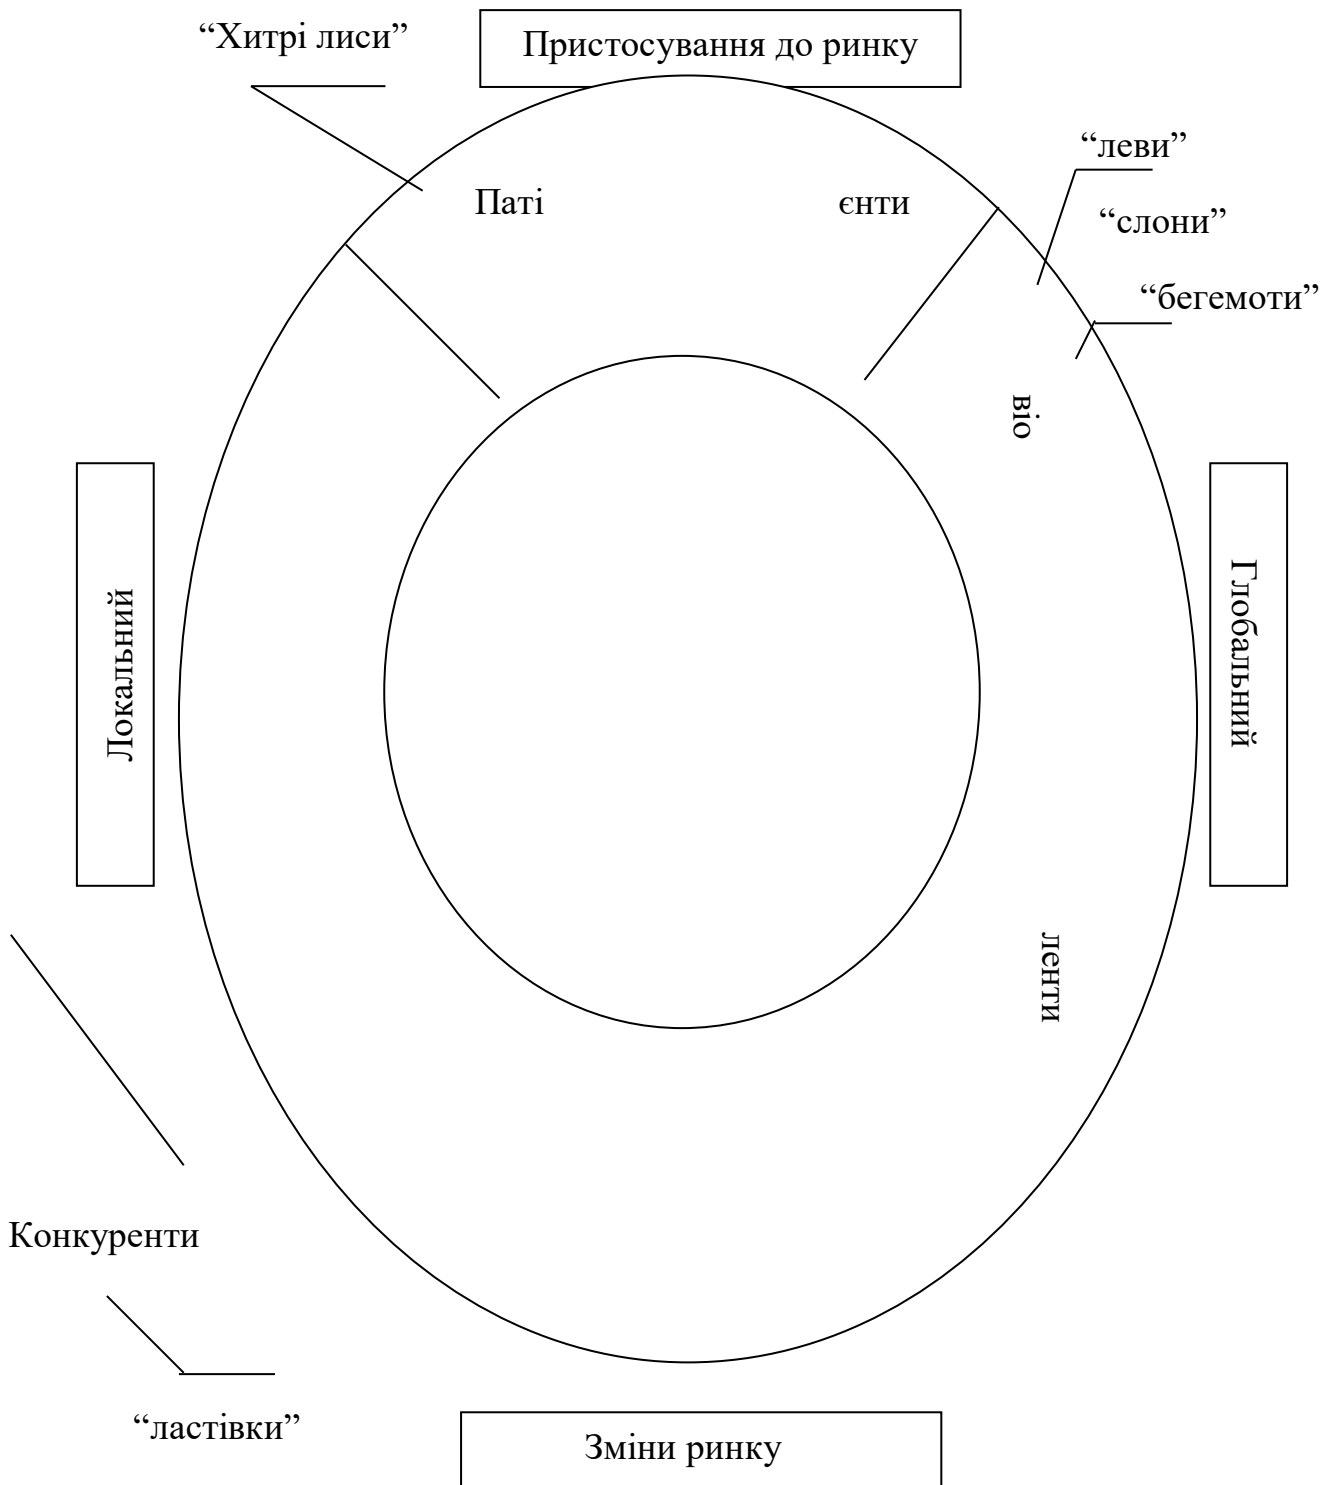 “Хитрі лиси”
Пристосування до ринку
“леви”
Паті
єнти
“слони”
“бегемоти”
віо
Локальний
Глобальний
ленти
Конкуренти
“ластівки”
Зміни ринку